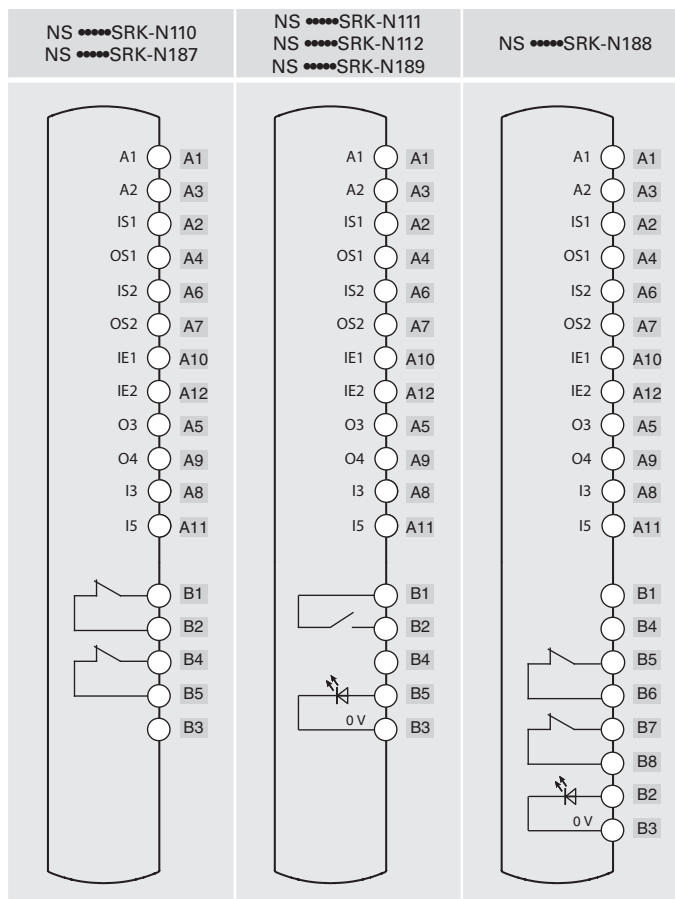 NS •••••SRK-N110
NS •••••SRK-N187
NS •••••SRK-N111
NS •••••SRK-N112
NS •••••SRK-N189
NS •••••SRK-N188
A1 A1
A2 A3
IS1 A2
OS1 A4
IS2 A6
OS2 A7
IE1 A10
IE2 A12
O3 A5
O4 A9
I3 A8
I5 A11
B1
B2
B4
B5
B3
A1 A1
A2 A3
IS1 A2
OS1 A4
IS2 A6
OS2 A7
IE1 A10
IE2 A12
O3 A5
O4 A9
I3 A8
I5 A11
B1
B2
B4
B5
0 V B3
A1 A1
A2 A3
IS1 A2
OS1 A4
IS2 A6
OS2 A7
IE1 A10
IE2 A12
O3 A5
O4 A9
I3 A8
I5 A11
B1
B4
B5
B6
B7
B8
B2
0 V B3